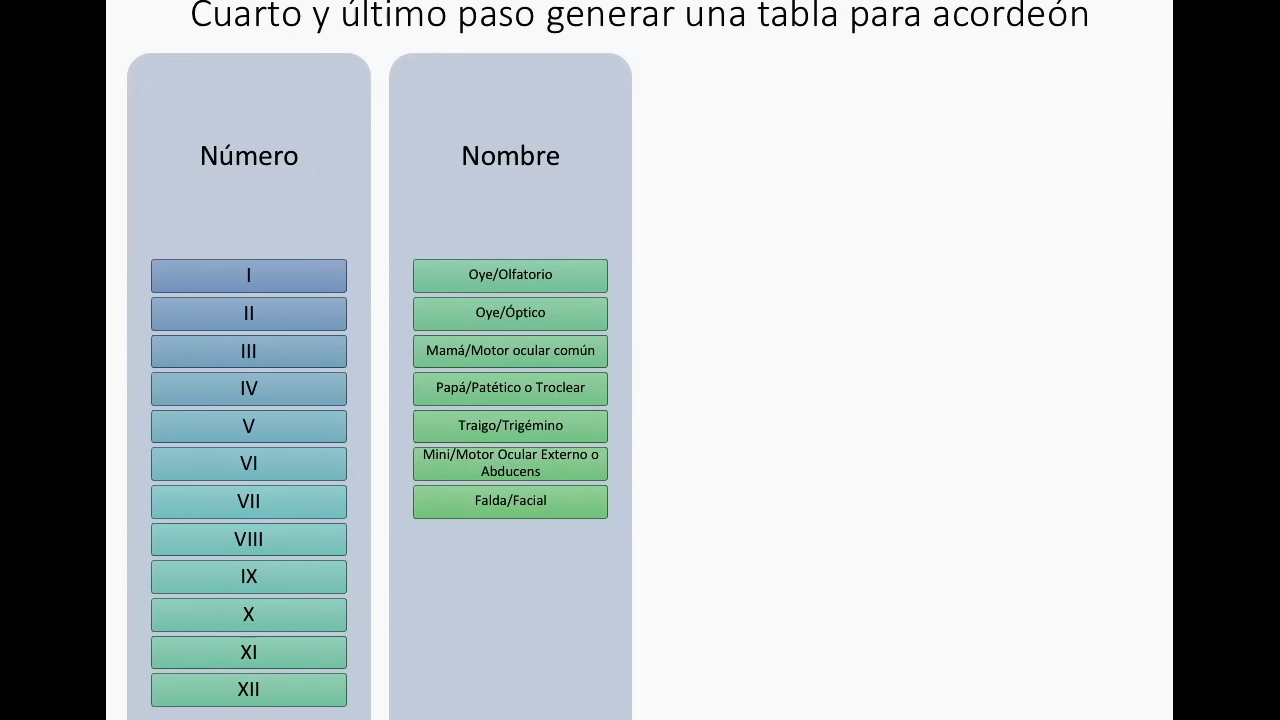 Cuarto y último paso generar una tabla para acordeón
Número
I
II
III
IV
V
VI
VII
VIII
IX
X
XI
XII
Nombre
Oye/Olfatorio
Oye/Óptico
Mamá/Motor ocular común
Papá/Patético o Troclear
Traigo/Trigémino
Mini/Motor Ocular Externo o
Abducens
Falda/Facial